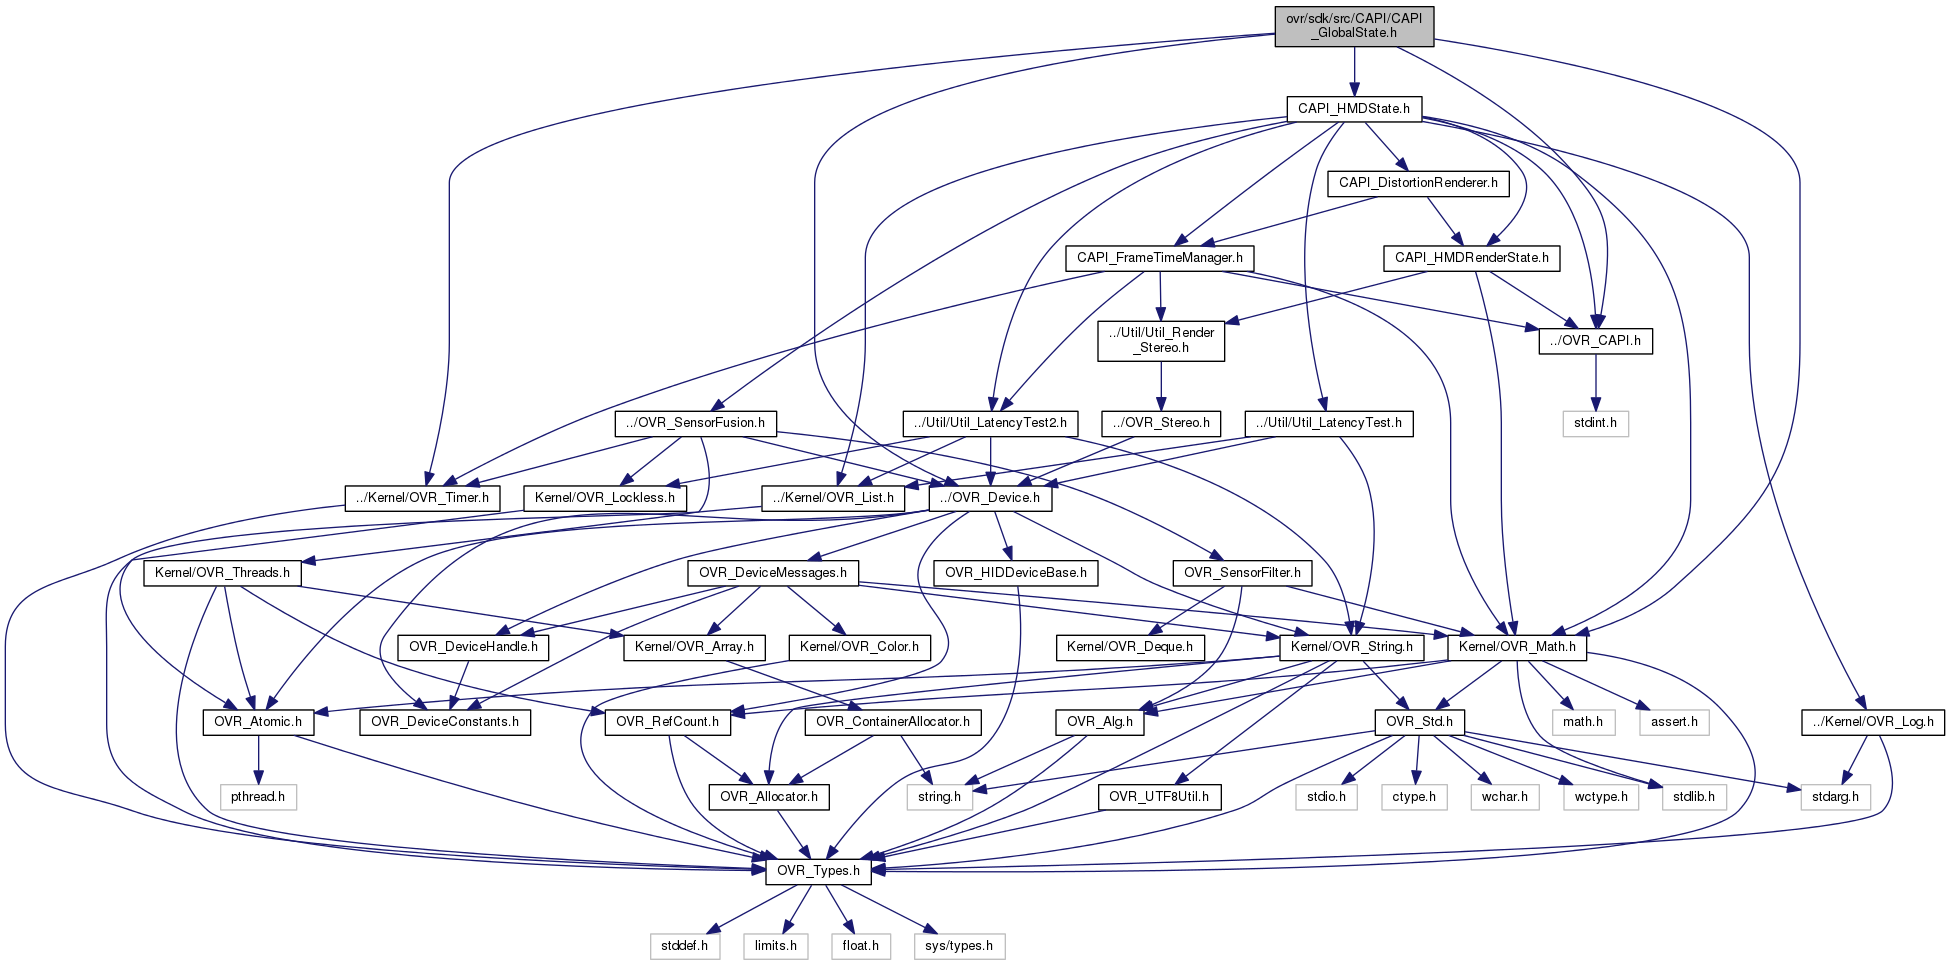 ovr/sdk/src/CAPI/CAPI
_GlobalState.h
CAPI_HMDState.h
CAPI_DistortionRenderer.h
CAPI_FrameTimeManager.h
CAPI_HMDRenderState.h
../Util/Util_Render
_Stereo.h
../OVR_CAPI.h
../OVR_SensorFusion.h
../Util/Util_LatencyTest2.h
../OVR_Stereo.h
../Util/Util_LatencyTest.h
stdint.h
../Kernel/OVR_Timer.h
Kernel/OVR_Lockless.h
../Kernel/OVR_List.h
../OVR_Device.h
Kernel/OVR_Threads.h
OVR_DeviceMessages.h
OVR_HIDDeviceBase.h
OVR_SensorFilter.h
OVR_DeviceHandle.h
Kernel/OVR_Array.h
Kernel/OVR_Color.h
Kernel/OVR_Deque.h
Kernel/OVR_String.h
Kernel/OVR_Math.h
OVR_Atomic.h
OVR_DeviceConstants.h
OVR_RefCount.h
OVR_ContainerAllocator.h
OVR_Alg.h
OVR_Std.h
math.h
assert.h
../Kernel/OVR_Log.h
pthread.h
OVR_Allocator.h
string.h
OVR_UTF8Util.h
stdio.h
ctype.h
wchar.h
wctype.h
stdlib.h
stdarg.h
OVR_Types.h
stddef.h
limits.h
float.h
sys/types.h